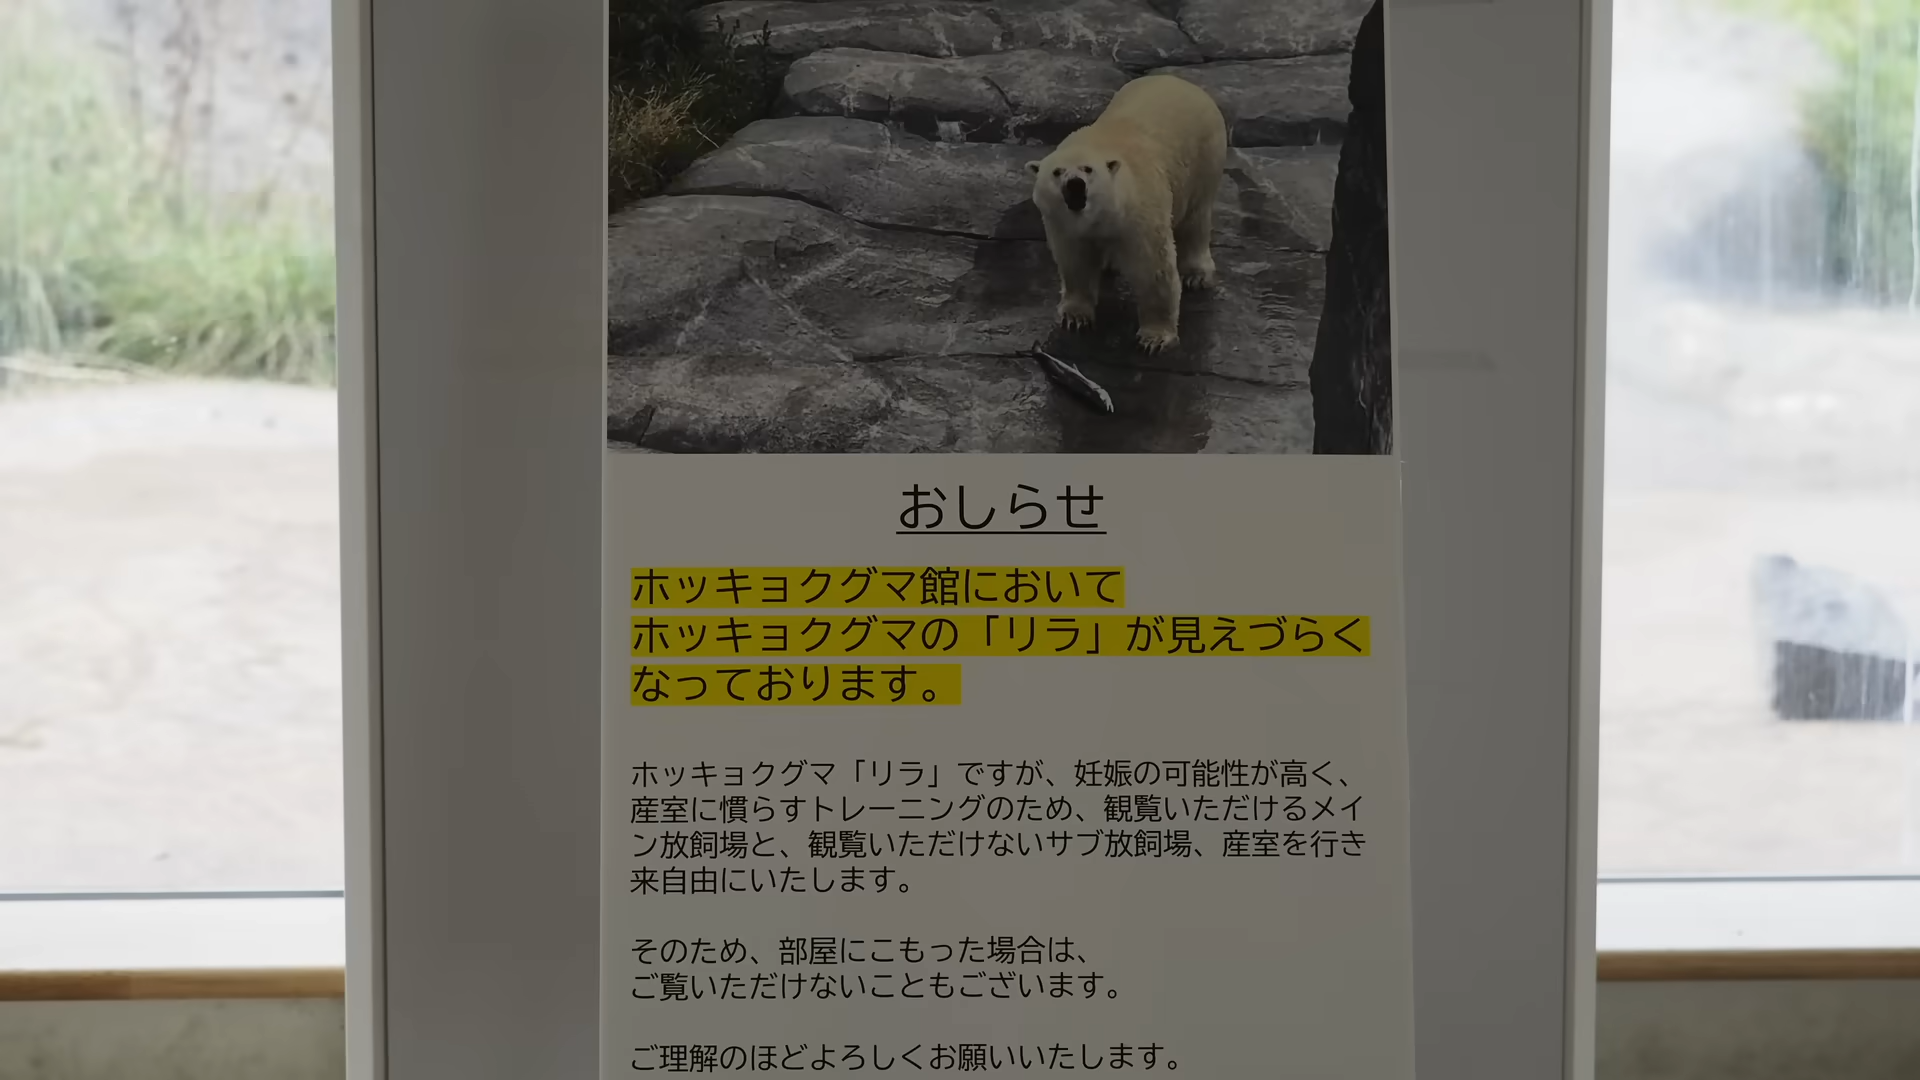 おしらせ
ホッキョクグマ館において
ホッキョクグマの「リラ」が見えづらく
なっております。
ホッキョクグマ「リラ」ですが、妊娠の可能性が高く、
産室に慣らすトレーニングのため、観覧いただけるメイ
ン放飼場と、観覧いただけないサブ放飼場、産室を行き
来自由にいたします。
そのため、部屋にこもった場合は、
ご覧いただけないこともございます。
ご理解のほどよろしくお願いいたします。